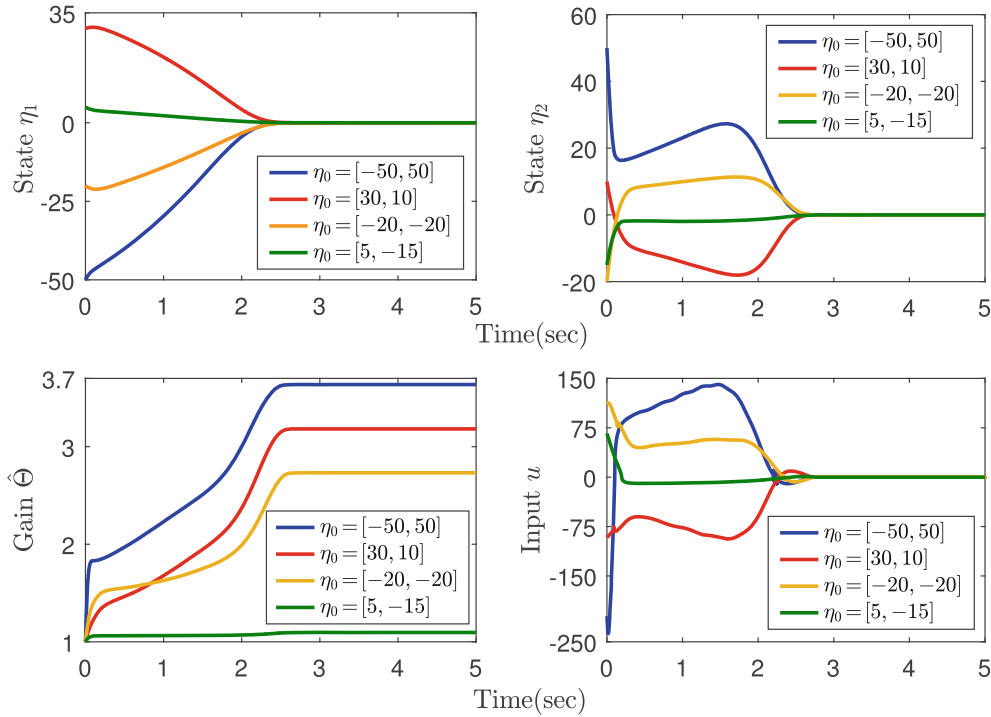 35
0
-25
-50
State η₁
0 1 2 3 4 5
η₀=[−50, 50]
η₀=[30, 10]
η₀=[−20, −20]
η₀=[5, −15]
60
40
20
0
-20
State η₂
0 1 2 3 4 5
η₀=[−50, 50]
η₀=[30, 10]
η₀=[−20, −20]
η₀=[5, −15]
Time(sec)
3.7
3
2
1
Gain Θ̂
0 1 2 3 4 5
η₀=[−50, 50]
η₀=[30, 10]
η₀=[−20, −20]
η₀=[5, −15]
150
75
0
-75
-150
-250
Input u
0 1 2 3 4 5
η₀=[−50, 50]
η₀=[30, 10]
η₀=[−20, −20]
η₀=[5, −15]
Time(sec)